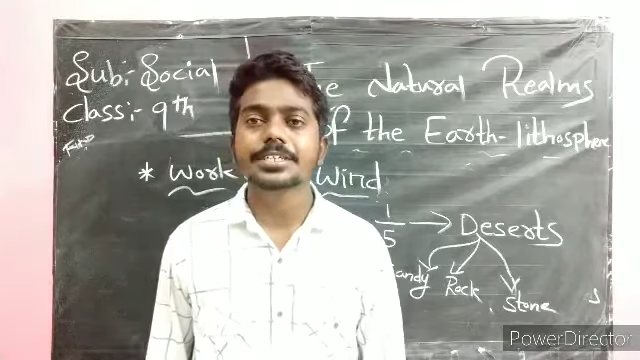 Sub:- Social
Class:- 9th
The Natural Realms
of the Earth-lithosphere
* Work Wind
1/5 → Deserts
Sandy Rock Stone
PowerDirector